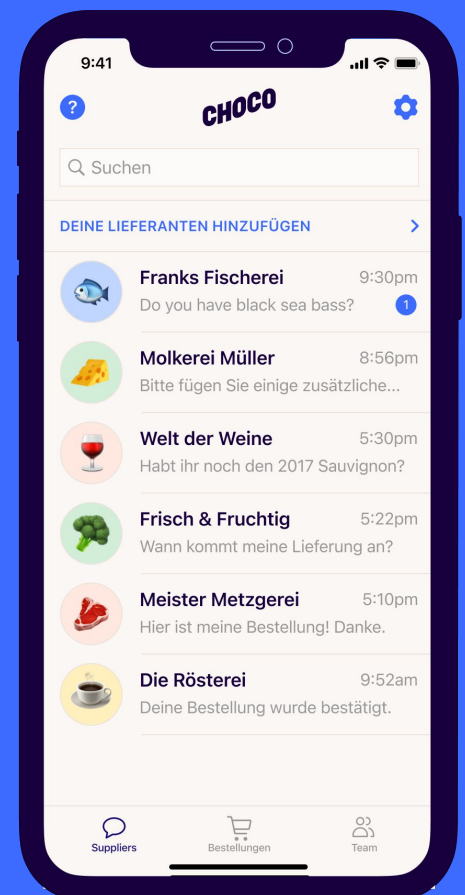 9:41
?
CHOCO
Suchen
DEINE LIEFERANTEN HINZUFÜGEN
Franks Fischerei 9:30pm
Do you have black sea bass? 1
Molkerei Müller 8:56pm
Bitte fügen Sie einige zusätzliche...
Welt der Weine 5:30pm
Habt ihr noch den 2017 Sauvignon?
Frisch & Fruchtig 5:22pm
Wann kommt meine Lieferung an?
Meister Metzgerei 5:10pm
Hier ist meine Bestellung! Danke.
Die Rösterei 9:52am
Deine Bestellung wurde bestätigt.
Suppliers Bestellungen Team